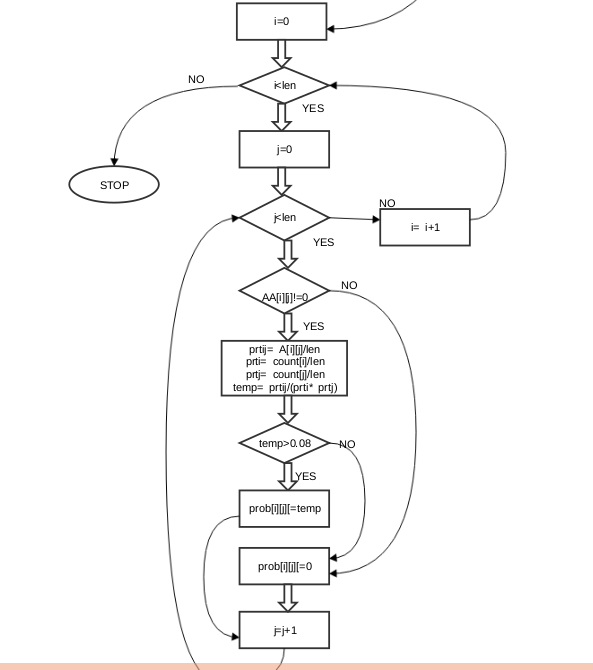 i=0
NO
i<len
YES
j=0
STOP
NO
j<len
i= i+1
YES
NO
AA[i][j]!=0
YES
prtij= A[i][j]/len
prti= count[i]/len
prtj= count[j]/len
temp= prtij/(prti* prtj)
temp>0.08
NO
YES
prob[i][j][=temp
prob[i][j][=0
j=j+1